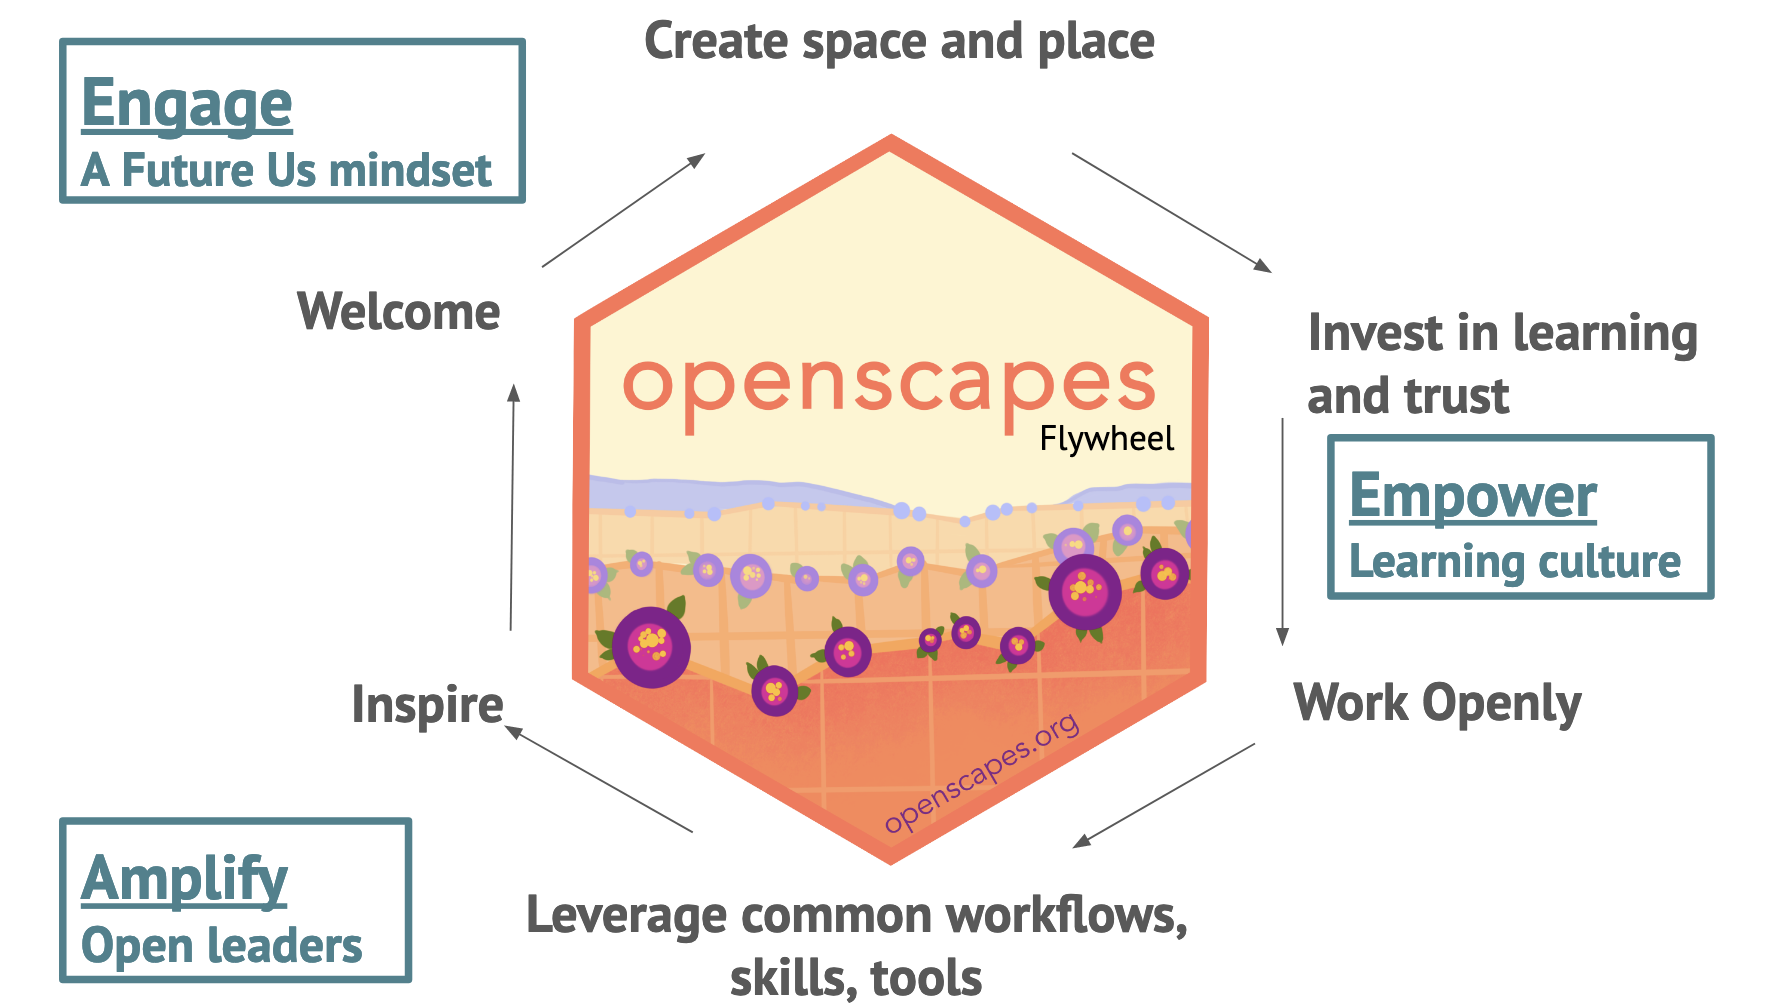 Create space and place
Engage
A Future Us mindset
Welcome
Invest in learning
and trust
openscapes
Flywheel
Empower
Learning culture
Inspire
Work Openly
openscapes.org
Amplify
Open leaders
Leverage common workflows,
skills, tools